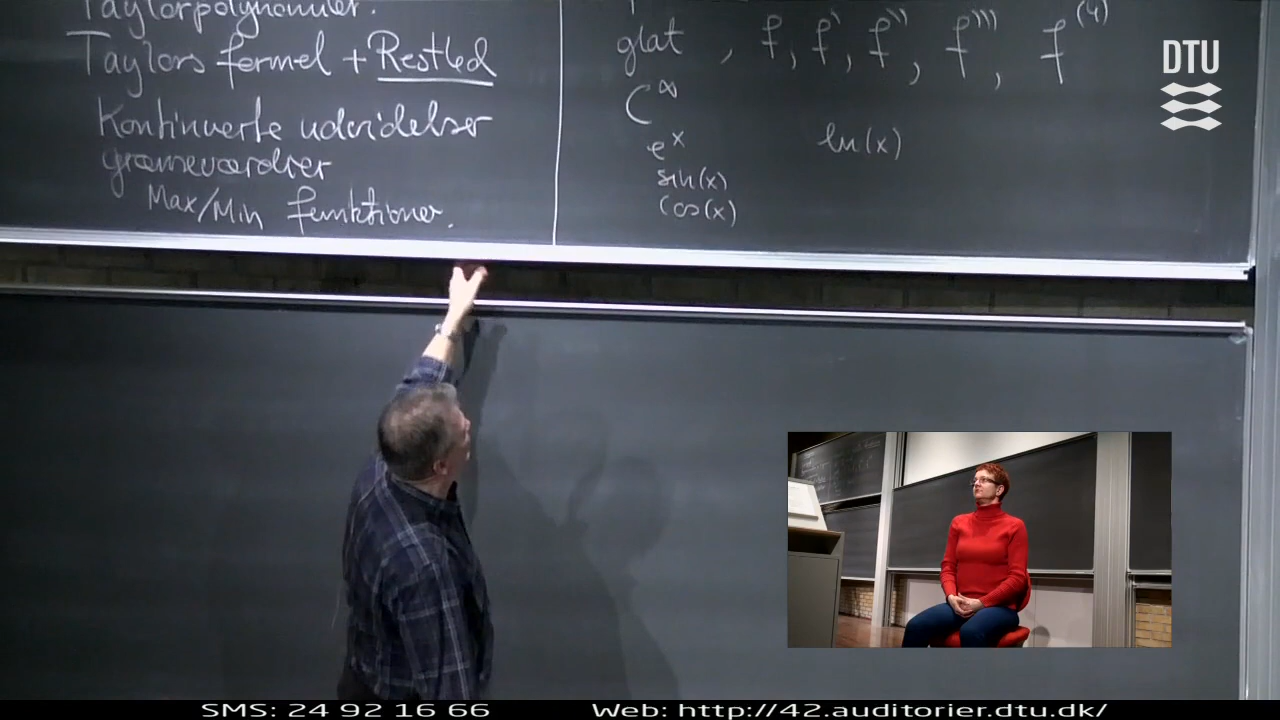 Taylorpolynomier.
Taylors formel + Restled
Kontinuerte udvidelser
grænseværdier
Max/Min funktioner.
glat , f, f', f'', f''', f⁽⁴⁾
C^∞
e^x
ln(x)
sin(x)
cos(x)
DTU
SMS: 24 92 16 66 Web: http://42.auditorier.dtu.dk/